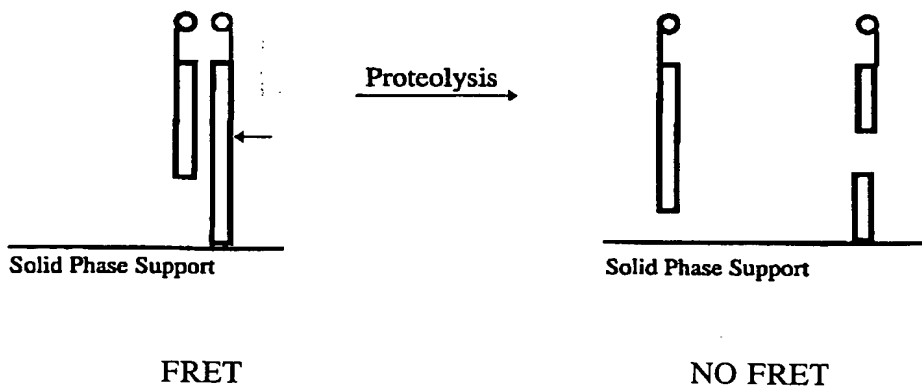 Proteolysis
Solid Phase Support
Solid Phase Support
FRET
NO FRET